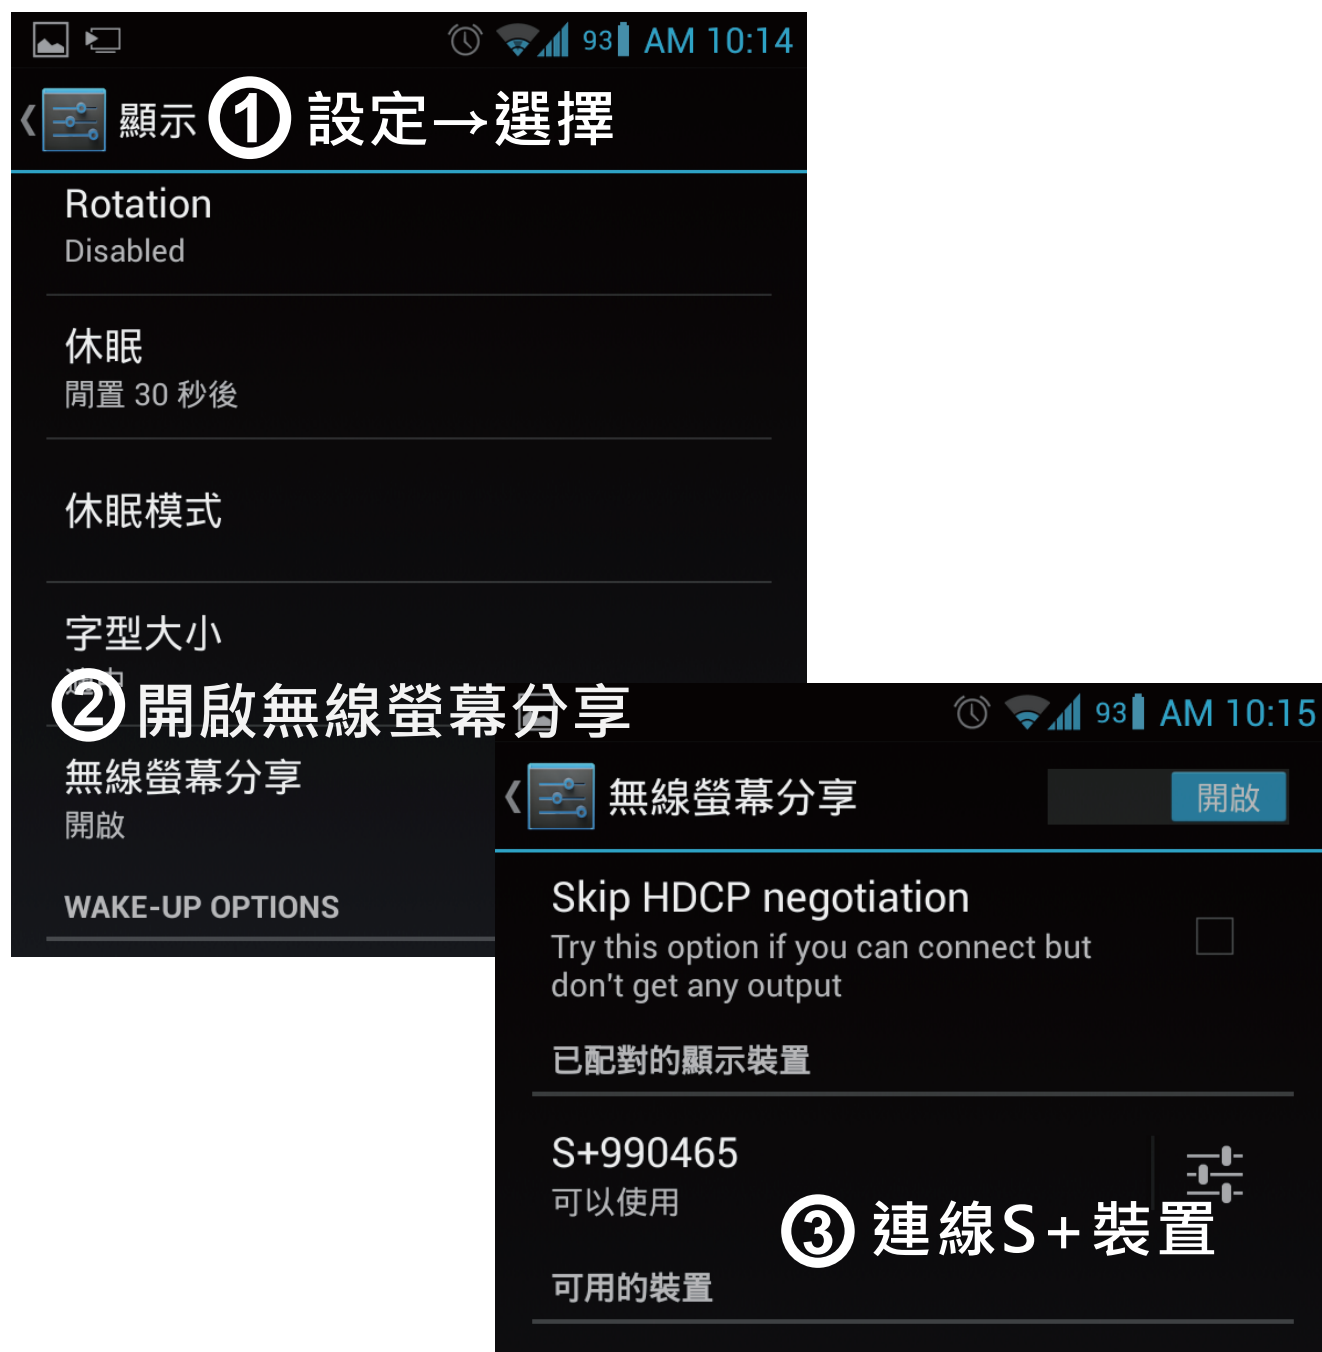 93 AM 10:14
顯示 ① 設定→選擇
Rotation
Disabled
休眠
閒置 30 秒後
休眠模式
字型大小
適中
② 開啟無線螢幕分享
無線螢幕分享
開啟
WAKE-UP OPTIONS
93 AM 10:15
無線螢幕分享 開啟
Skip HDCP negotiation
Try this option if you can connect but
don't get any output
已配對的顯示裝置
S+990465
可以使用
③ 連線S+裝置
可用的裝置